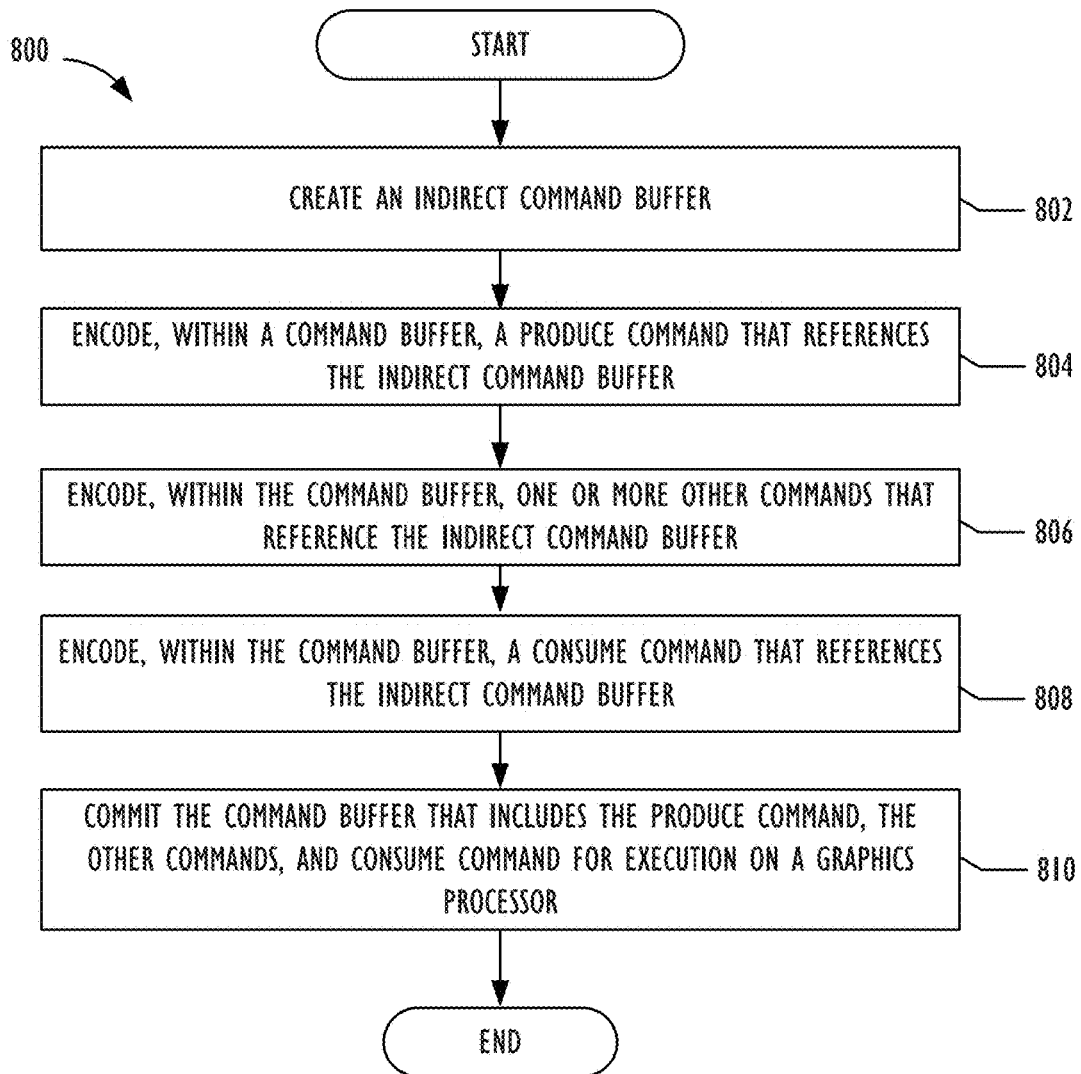 800
START
CREATE AN INDIRECT COMMAND BUFFER
802
ENCODE, WITHIN A COMMAND BUFFER, A PRODUCE COMMAND THAT REFERENCES
THE INDIRECT COMMAND BUFFER
804
ENCODE, WITHIN THE COMMAND BUFFER, ONE OR MORE OTHER COMMANDS THAT
REFERENCE THE INDIRECT COMMAND BUFFER
806
ENCODE, WITHIN THE COMMAND BUFFER, A CONSUME COMMAND THAT REFERENCES
THE INDIRECT COMMAND BUFFER
808
COMMIT THE COMMAND BUFFER THAT INCLUDES THE PRODUCE COMMAND, THE
OTHER COMMANDS, AND CONSUME COMMAND FOR EXECUTION ON A GRAPHICS
PROCESSOR
810
END